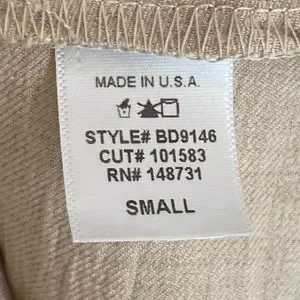 MADE IN U.S.A.
STYLE# BD9146
CUT# 101583
RN# 148731
SMALL